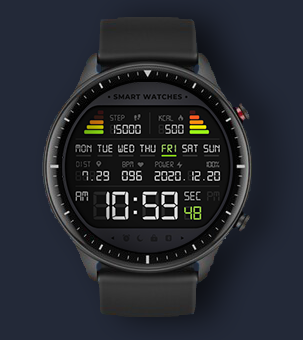 • SMART WATCHES •
STEP KCAL
15000 500
MON TUE WED THU FRI SAT SUN
DIST BPM POWER 100%
7.29 096 2020.12.20
AM 10:59 SEC 48